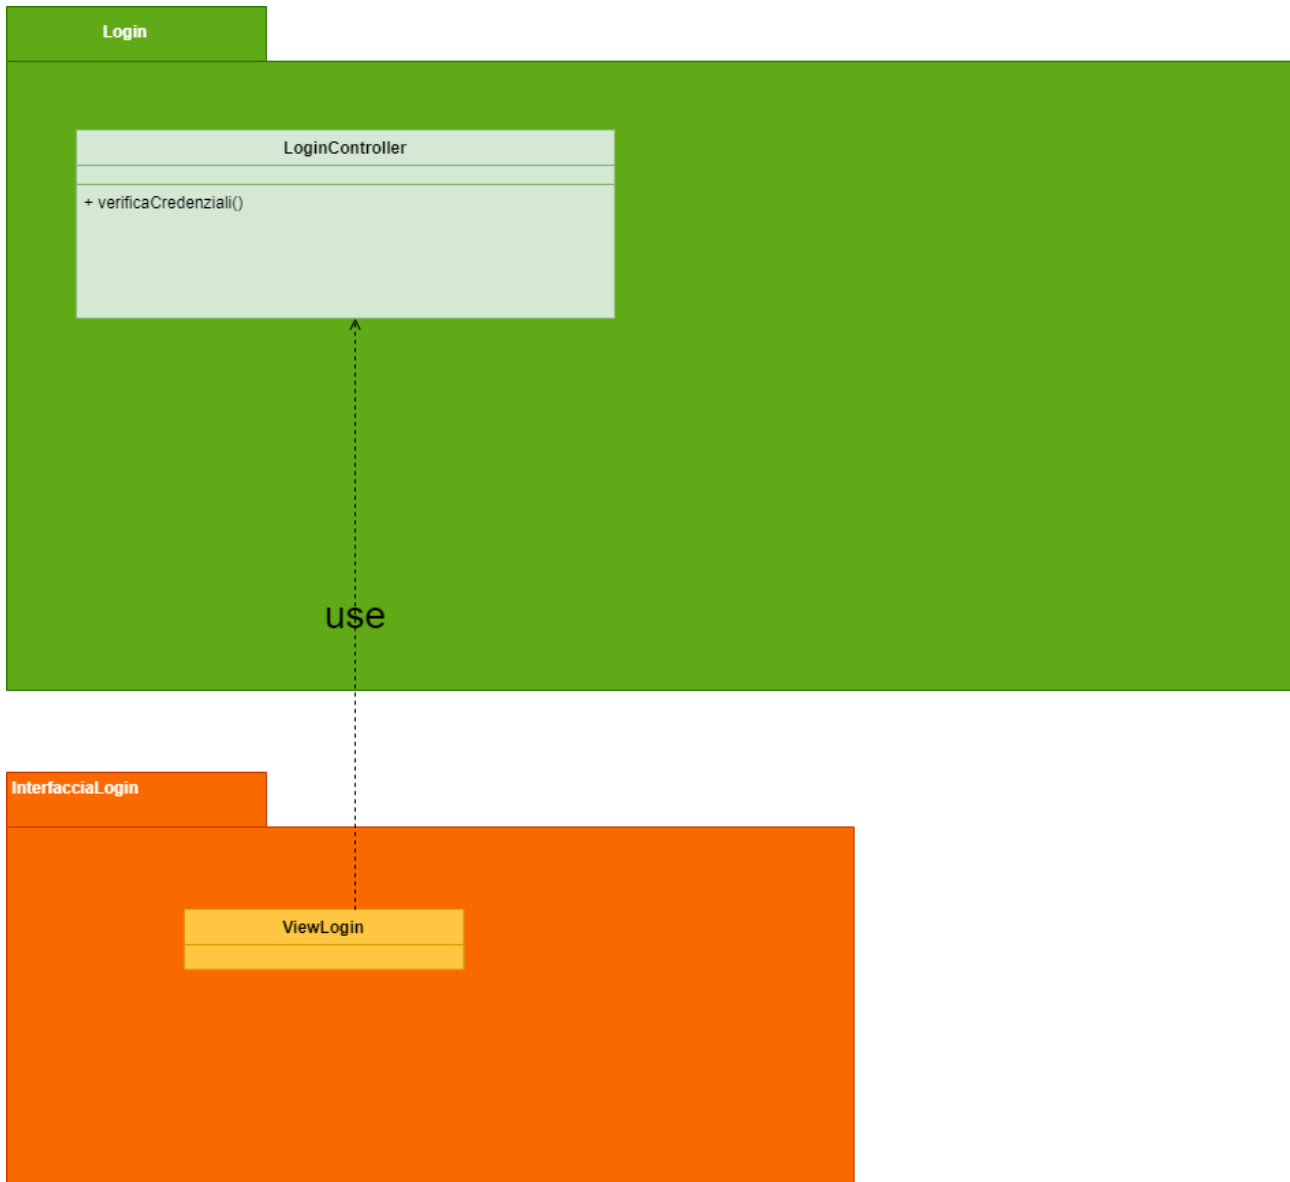 Login
LoginController
+ verificaCredenziali()
use
InterfacciaLogin
ViewLogin